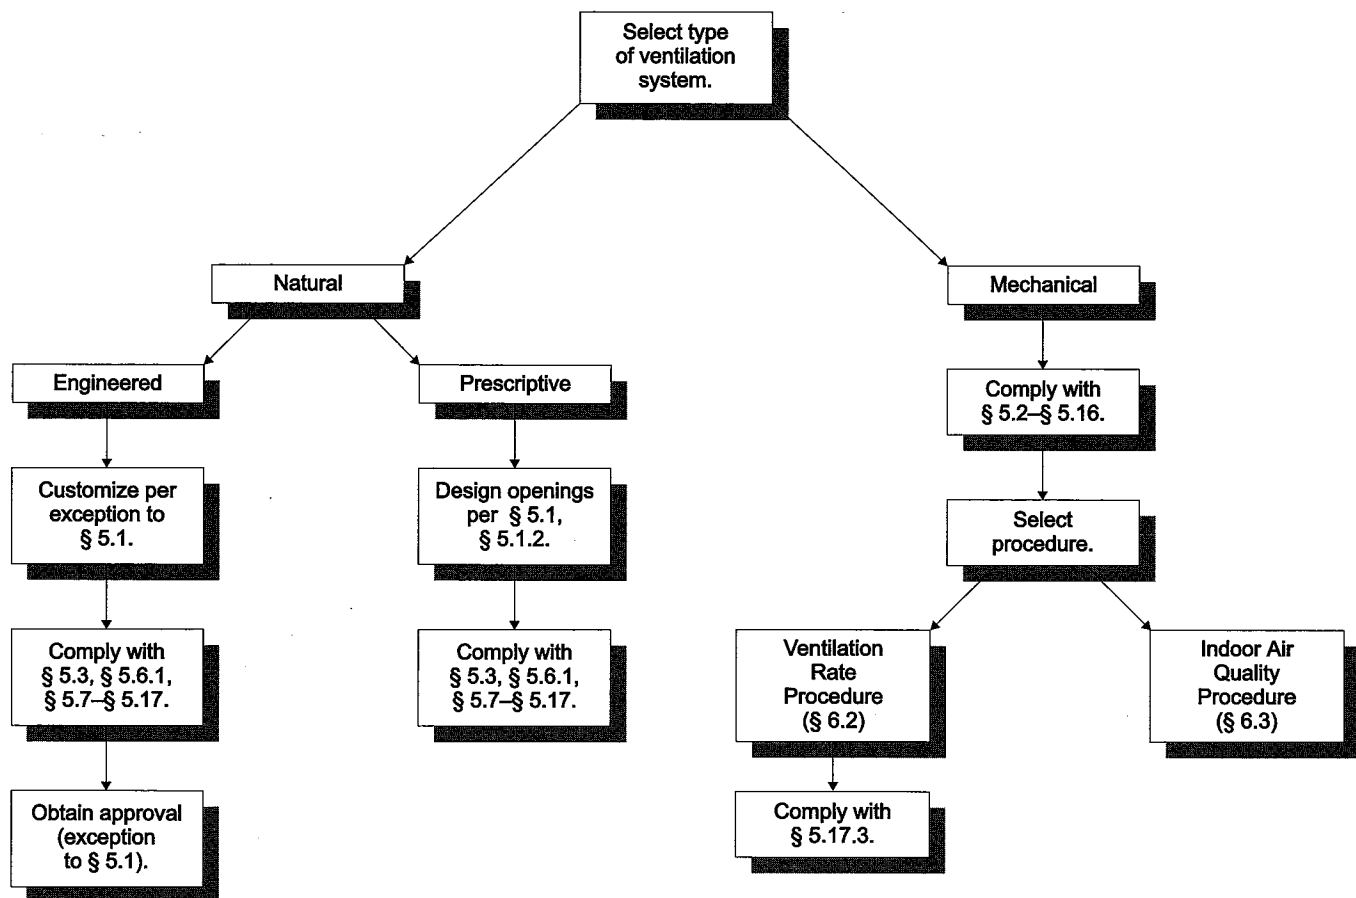 Select type
of ventilation
system.
Natural
Mechanical
Engineered
Prescriptive
Comply with
§ 5.2–§ 5.16.
Customize per
exception to
§ 5.1.
Design openings
per § 5.1,
§ 5.1.2.
Select
procedure.
Comply with
§ 5.3, § 5.6.1,
§ 5.7–§ 5.17.
Comply with
§ 5.3, § 5.6.1,
§ 5.7–§ 5.17.
Ventilation
Rate
Procedure
(§ 6.2)
Indoor Air
Quality
Procedure
(§ 6.3)
Obtain approval
(exception
to § 5.1).
Comply with
§ 5.17.3.